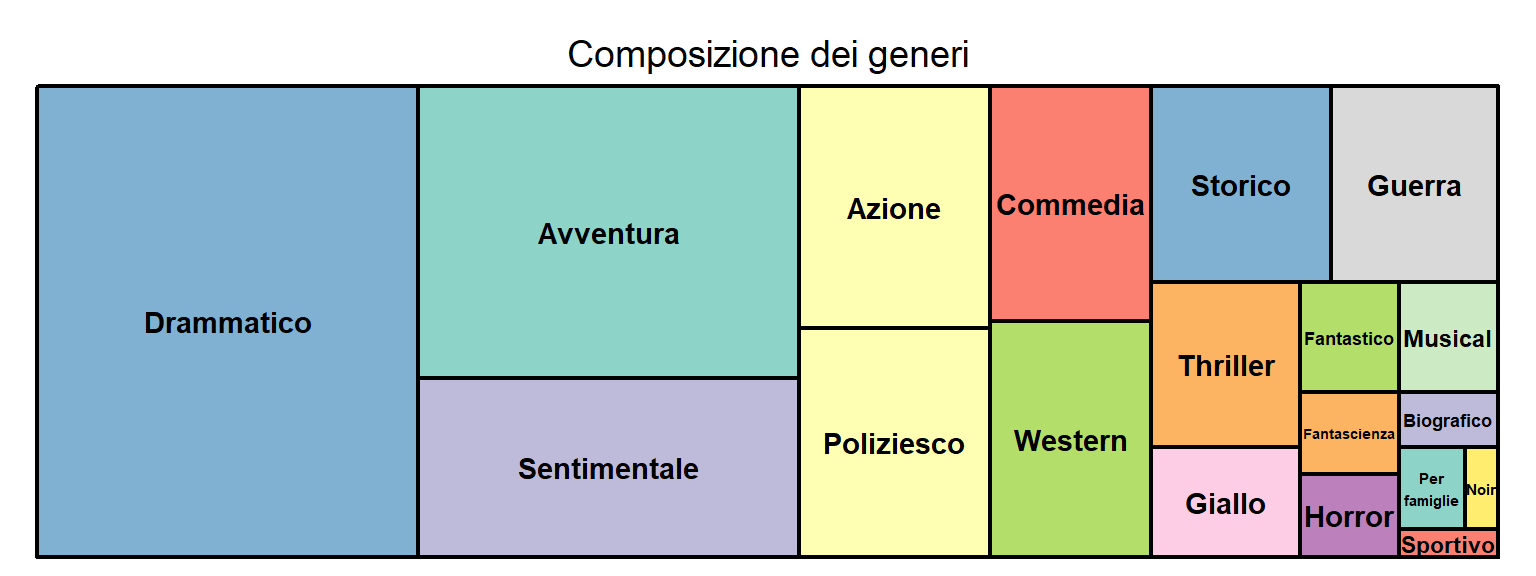 Composizione dei generi
Drammatico
Avventura
Sentimentale
Azione
Poliziesco
Commedia
Western
Storico
Guerra
Thriller
Giallo
Fantastico
Fantascienza
Horror
Musical
Biografico
Per
famiglie
Noir
Sportivo